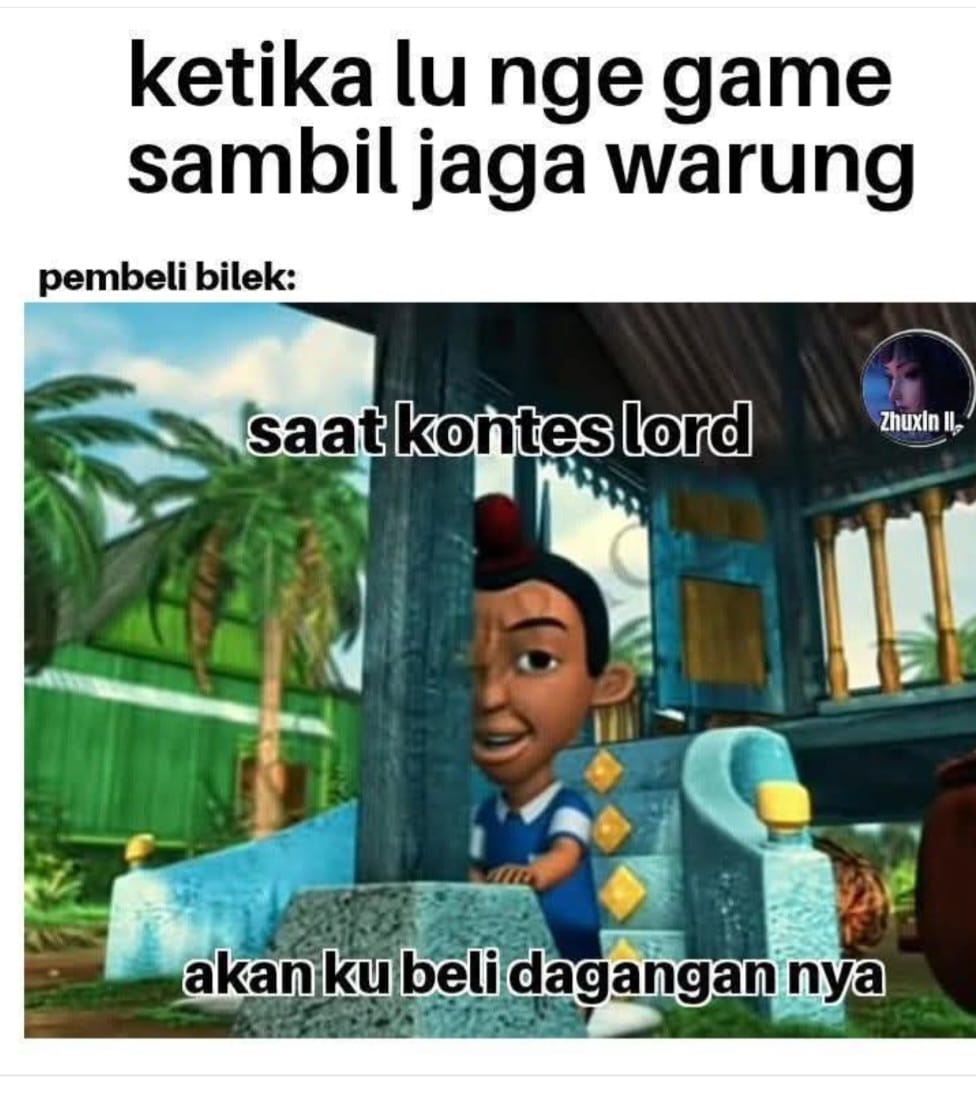 ketika lu nge game
sambil jaga warung
pembeli bilek:
saat kontes lord
Zhuxin II
akan ku beli dagangan nya